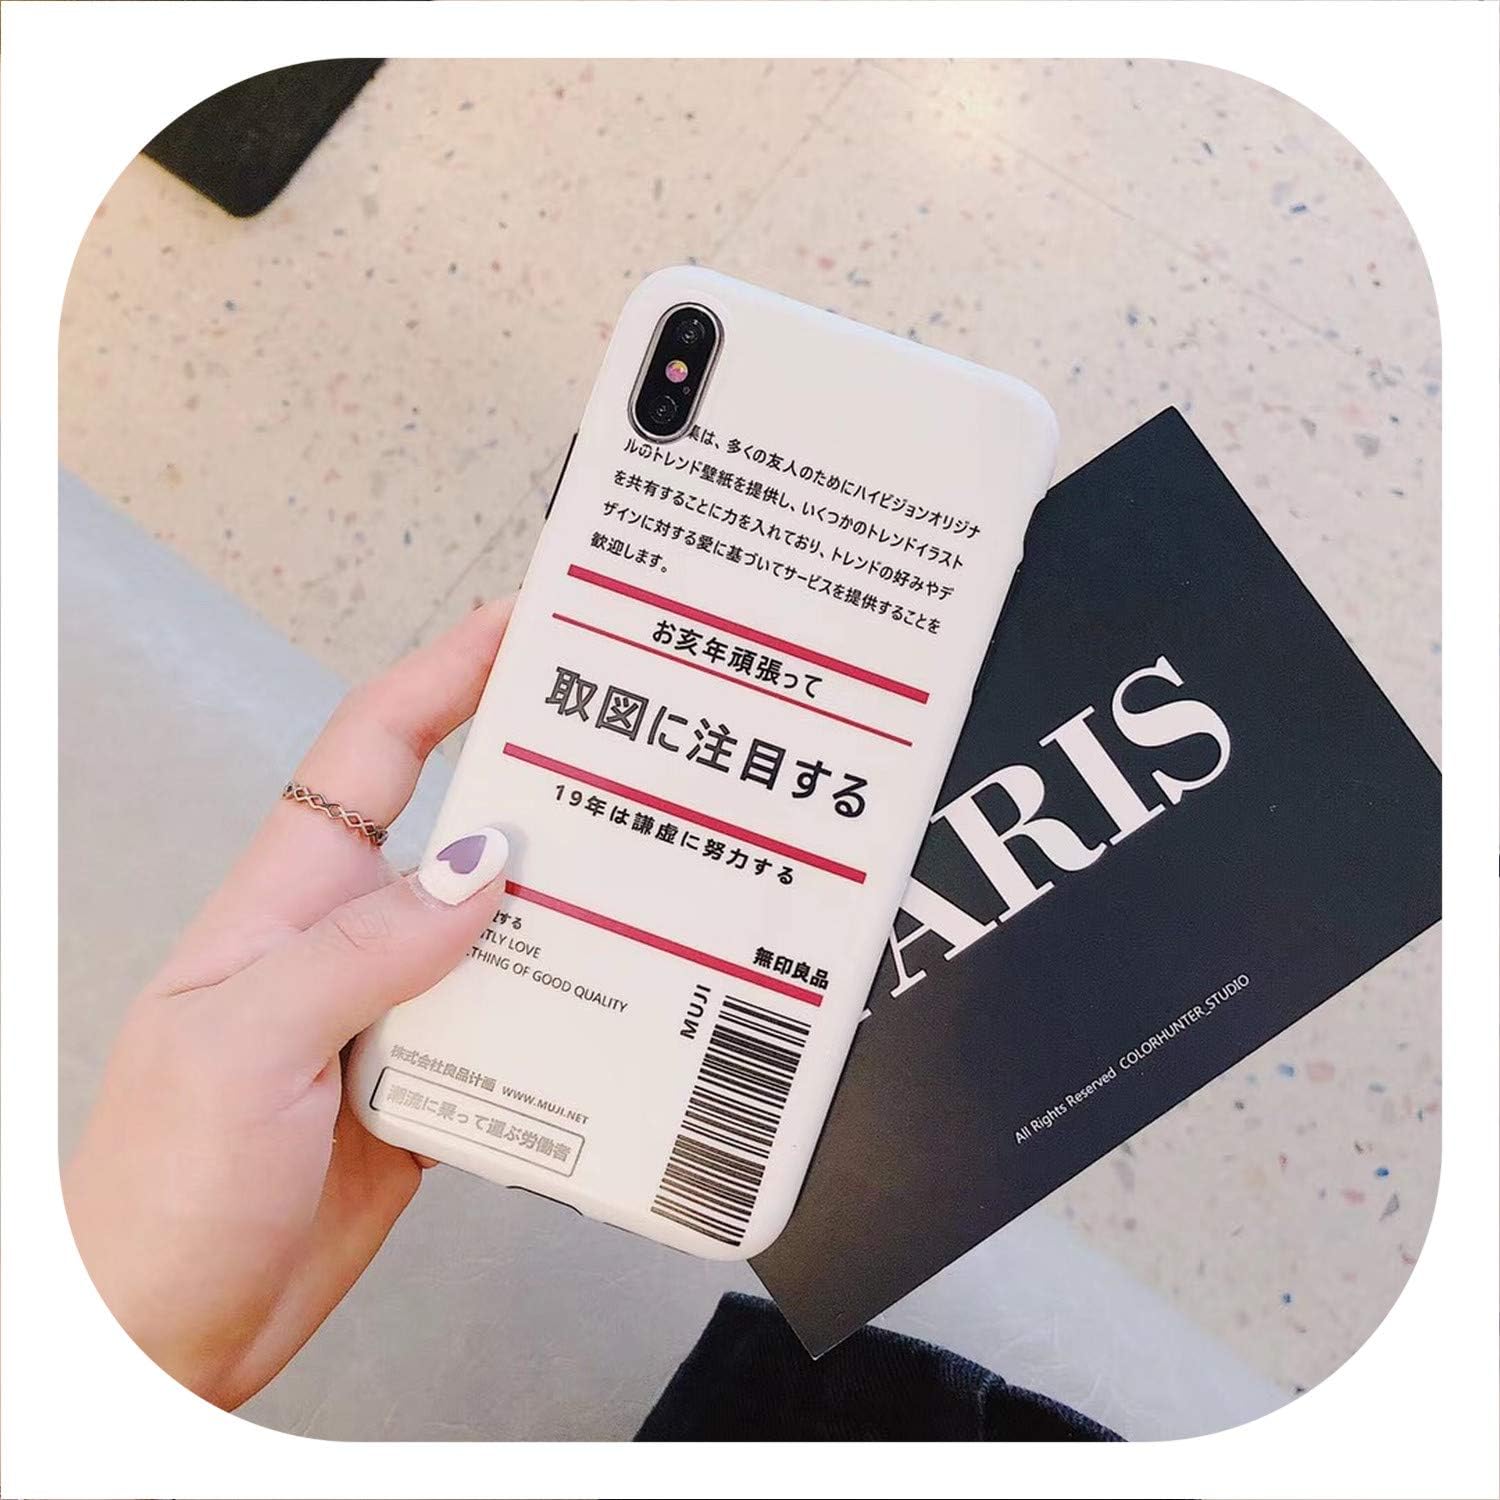 集は、多くの友人のためにハイビジョンオリジナ
ルのトレンド壁紙を提供し、いくつかのトレンドイラスト
を共有することに力を入れており、トレンドの好みやデ
ザインに対する愛に基づいてサービスを提供することを
歓迎します。
お亥年頑張って
取図に注目する
19年は謙虚に努力する
する
TLY LOVE
THING OF GOOD QUALITY
無印良品
MUJI
株式会社良品計画 WWW.MUJI.NET
潮流に乗って運ぶ労働者
ARIS
All Rights Reserved COLORHUNTER_STUDIO